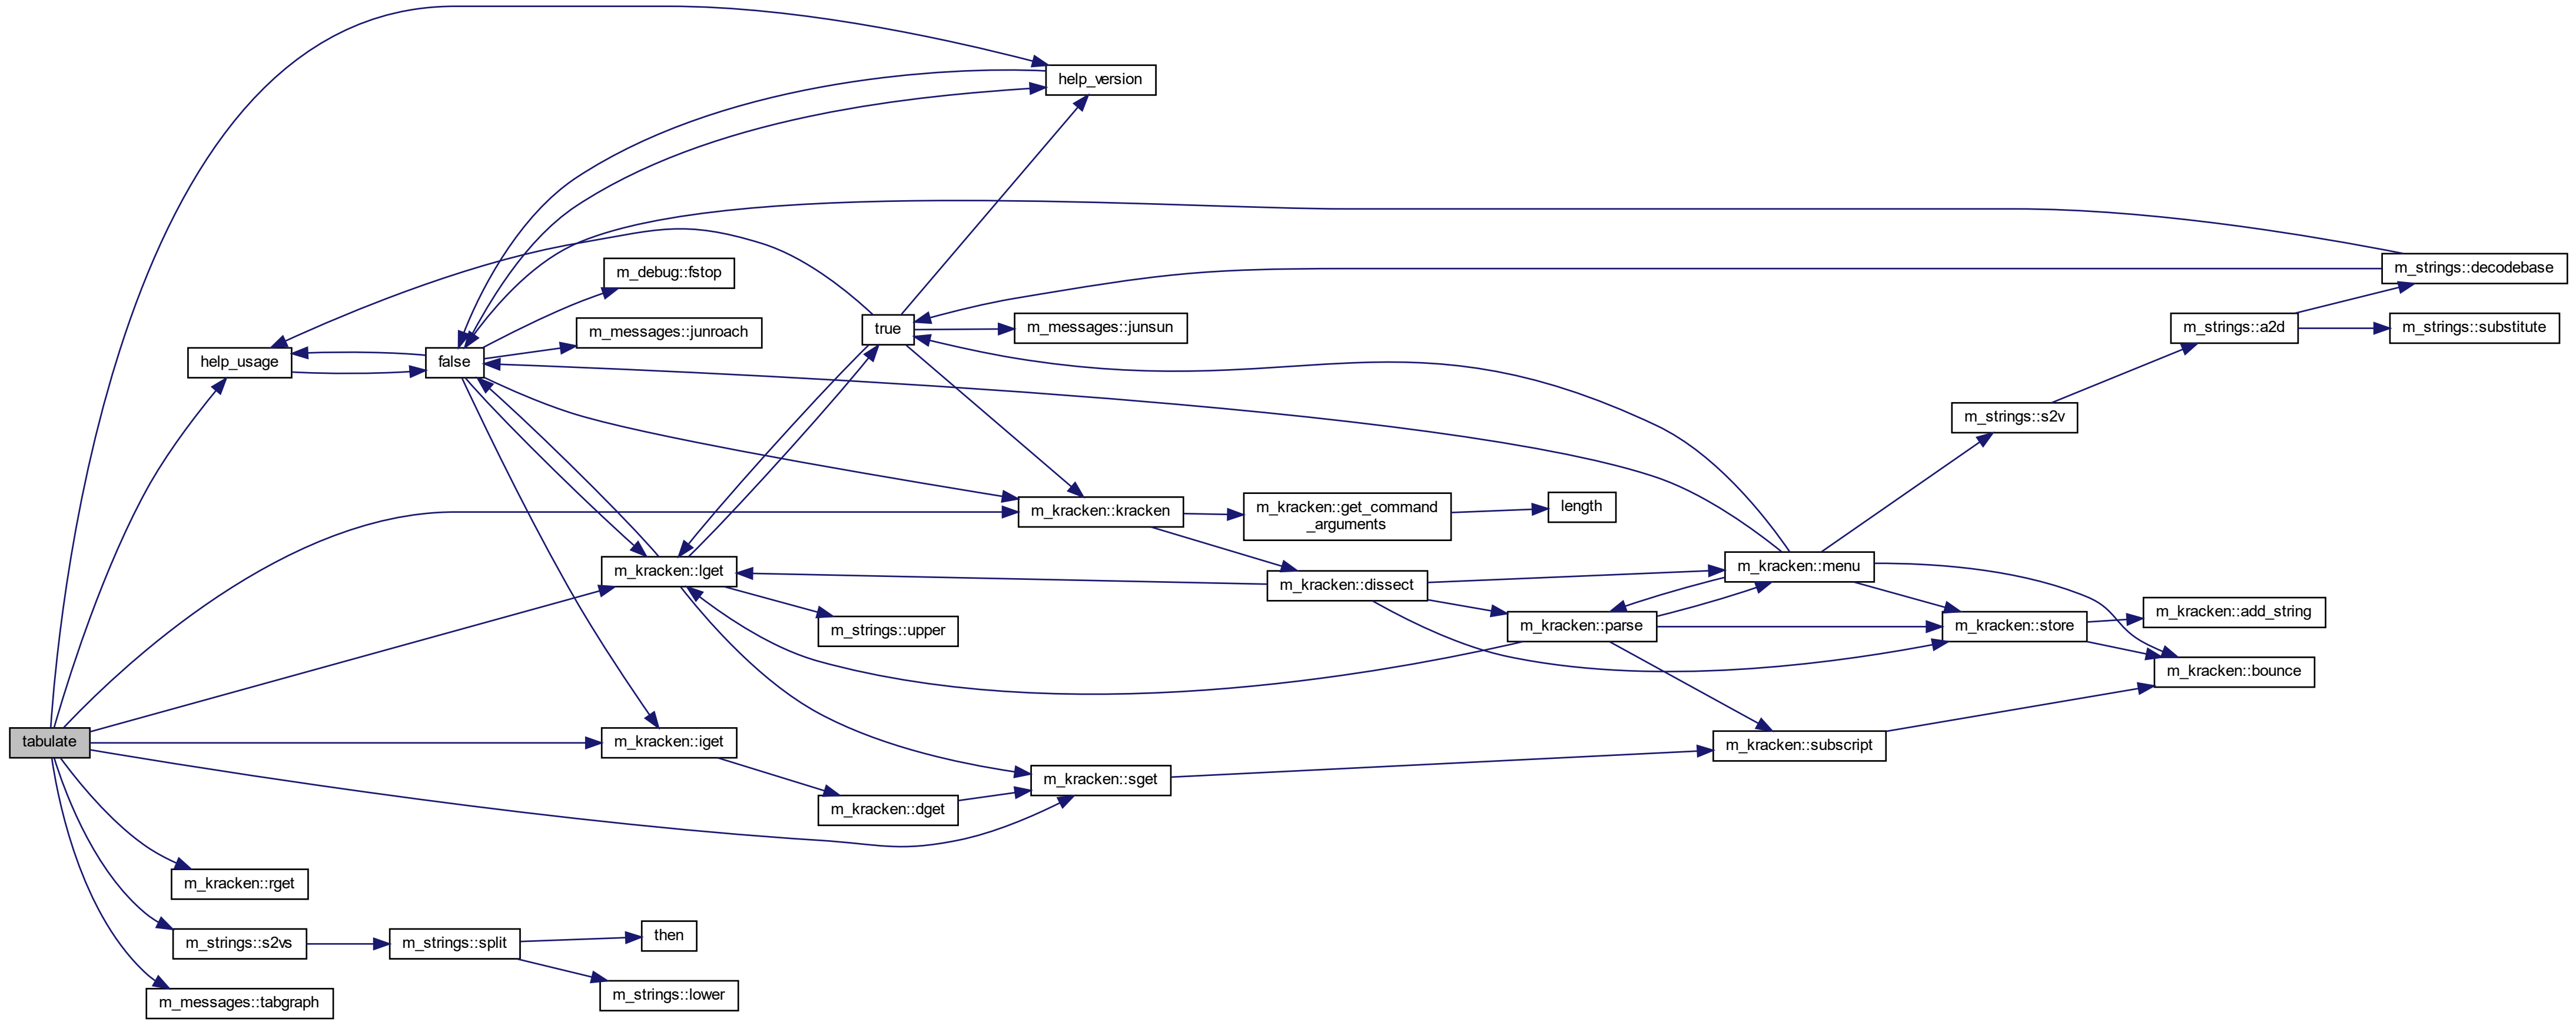 help_version
m_strings::decodebase
m_debug::fstop
m_messages::junroach
true
m_messages::junsun
m_strings::a2d
m_strings::substitute
help_usage
false
m_strings::s2v
m_kracken::kracken
m_kracken::get_command
_arguments
length
m_kracken::lget
m_kracken::dissect
m_kracken::menu
m_strings::upper
m_kracken::parse
m_kracken::store
m_kracken::add_string
m_kracken::bounce
tabulate
m_kracken::iget
m_kracken::subscript
m_kracken::sget
m_kracken::dget
m_kracken::rget
m_strings::s2vs
m_strings::split
then
m_strings::lower
m_messages::tabgraph